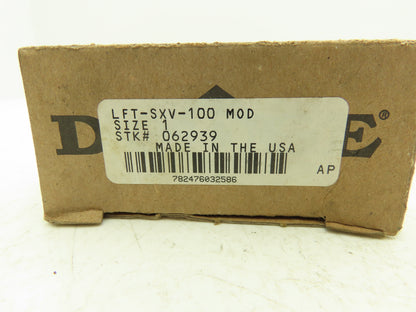 LFT-SXV-100 MOD
SIZE 1
STK# 062939
MADE IN THE USA
AP
782476032586